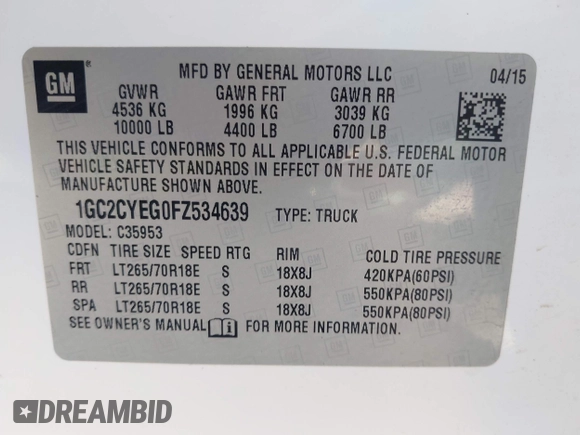 GM
MFD BY GENERAL MOTORS LLC 04/15
GVWR GAWR FRT GAWR RR
4536 KG 1996 KG 3039 KG
10000 LB 4400 LB 6700 LB
THIS VEHICLE CONFORMS TO ALL APPLICABLE U.S. FEDERAL MOTOR
VEHICLE SAFETY STANDARDS IN EFFECT ON THE DATE OF
MANUFACTURE SHOWN ABOVE.
1GC2CYEG0FZ534639 TYPE: TRUCK
MODEL: C35953
CDFN TIRE SIZE SPEED RTG RIM COLD TIRE PRESSURE
FRT LT265/70R18E S 18X8J 420KPA(60PSI)
RR LT265/70R18E S 18X8J 550KPA(80PSI)
SPA LT265/70R18E S 18X8J 550KPA(80PSI)
SEE OWNER'S MANUAL FOR MORE INFORMATION.
DREAMBID